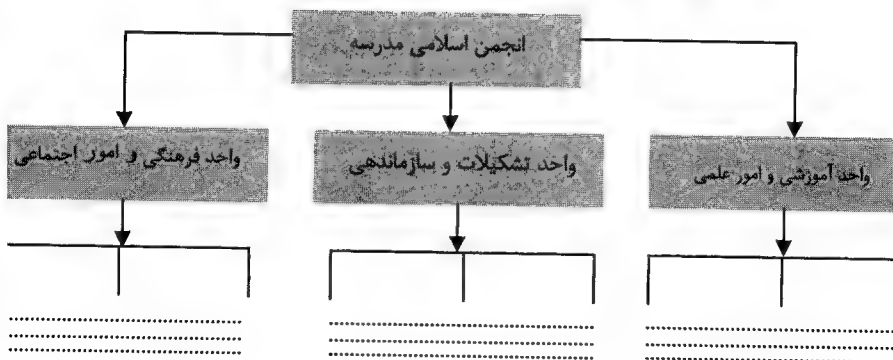 انجمن اسلامی مدرسه
واحد آموزشی و امور علمی
واحد تشکیلات و سازماندهی
واحد فرهنگی و امور اجتماعی